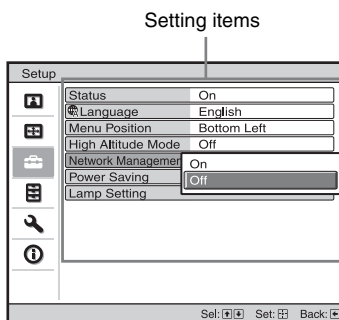 Setting items
Setup
Status On
Language English
Menu Position Bottom Left
High Altitude Mode Off
Network Managemen
On
Power Saving
Off
Lamp Setting
Sel: Set: Back: